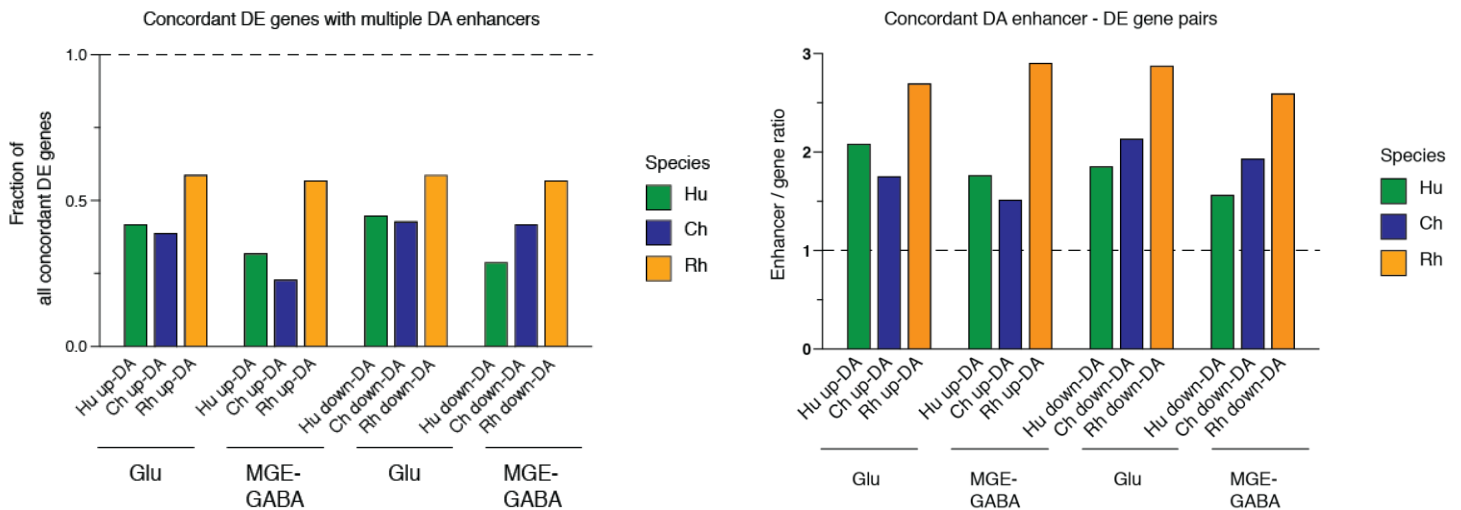 Concordant DE genes with multiple DA enhancers
Fraction of
all concordant DE genes
1.0
0.5
0.0
Hu up-DA
Ch up-DA
Rh up-DA
Hu up-DA
Ch up-DA
Rh up-DA
Hu down-DA
Ch down-DA
Rh down-DA
Hu down-DA
Ch down-DA
Rh down-DA
Glu
MGE-
GABA
Glu
MGE-
GABA
Species
Hu
Ch
Rh
Concordant DA enhancer - DE gene pairs
Enhancer / gene ratio
3
2
1
0
Hu up-DA
Ch up-DA
Rh up-DA
Hu up-DA
Ch up-DA
Rh up-DA
Hu down-DA
Ch down-DA
Rh down-DA
Hu down-DA
Ch down-DA
Rh down-DA
Glu
MGE-
GABA
Glu
MGE-
GABA
Species
Hu
Ch
Rh